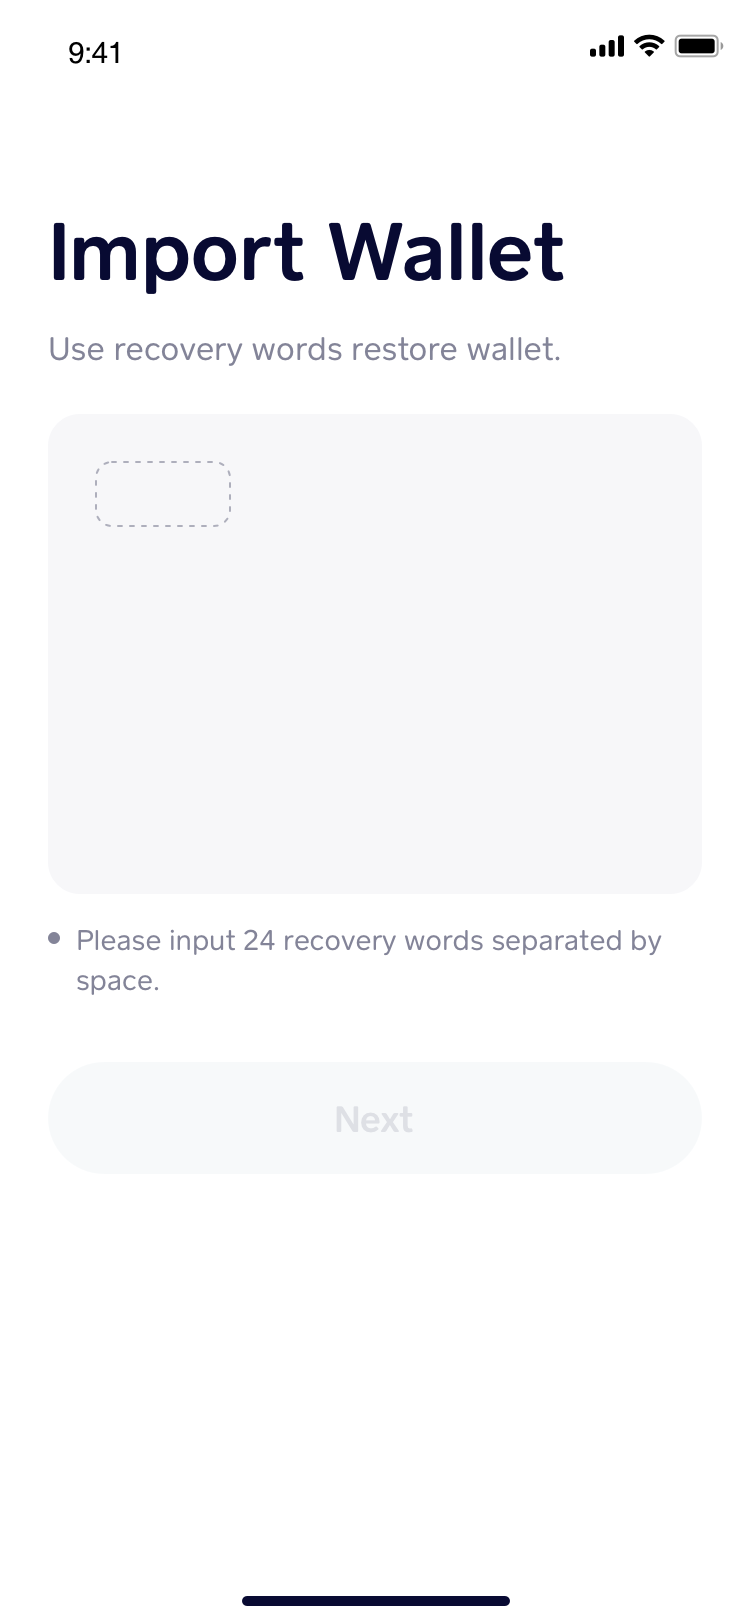 9:41
Import Wallet
Use recovery words restore wallet.
Please input 24 recovery words separated by
space.
Next